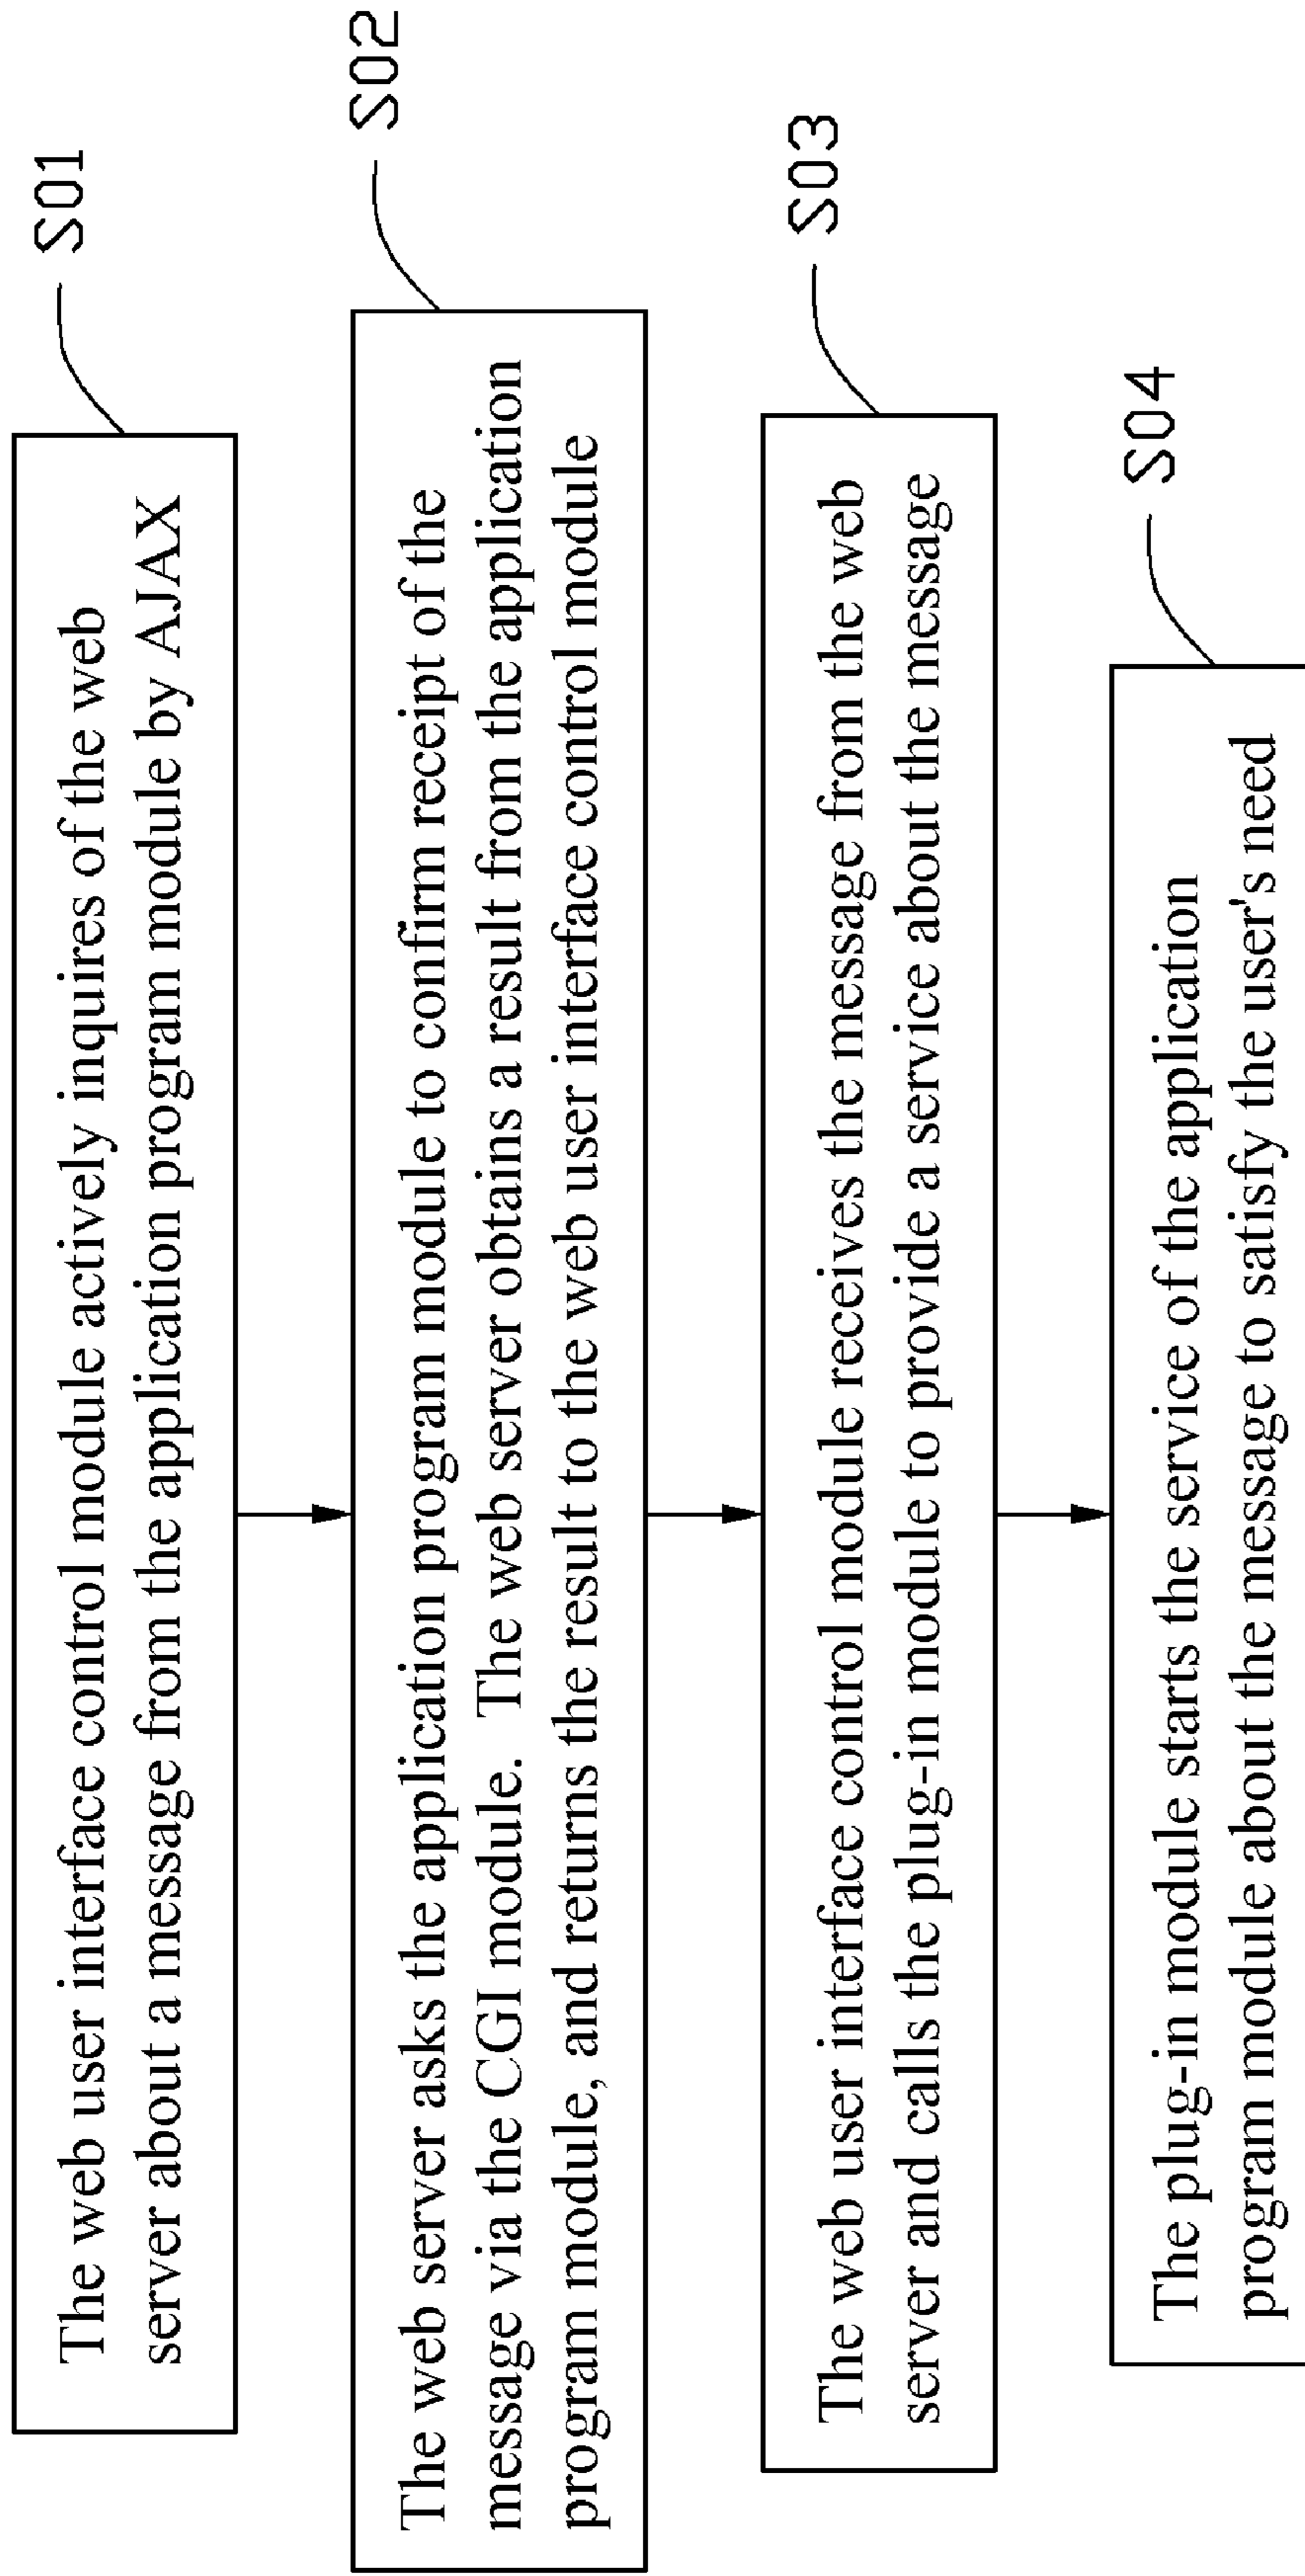 The web user interface control module actively inquires of the web
server about a message from the application program module by AJAX
S01
The web server asks the application program module to confirm receipt of the
message via the CGI module. The web server obtains a result from the application
program module, and returns the result to the web user interface control module
S02
The web user interface control module receives the message from the web
server and calls the plug-in module to provide a service about the message
S03
The plug-in module starts the service of the application
program module about the message to satisfy the user's need
S04